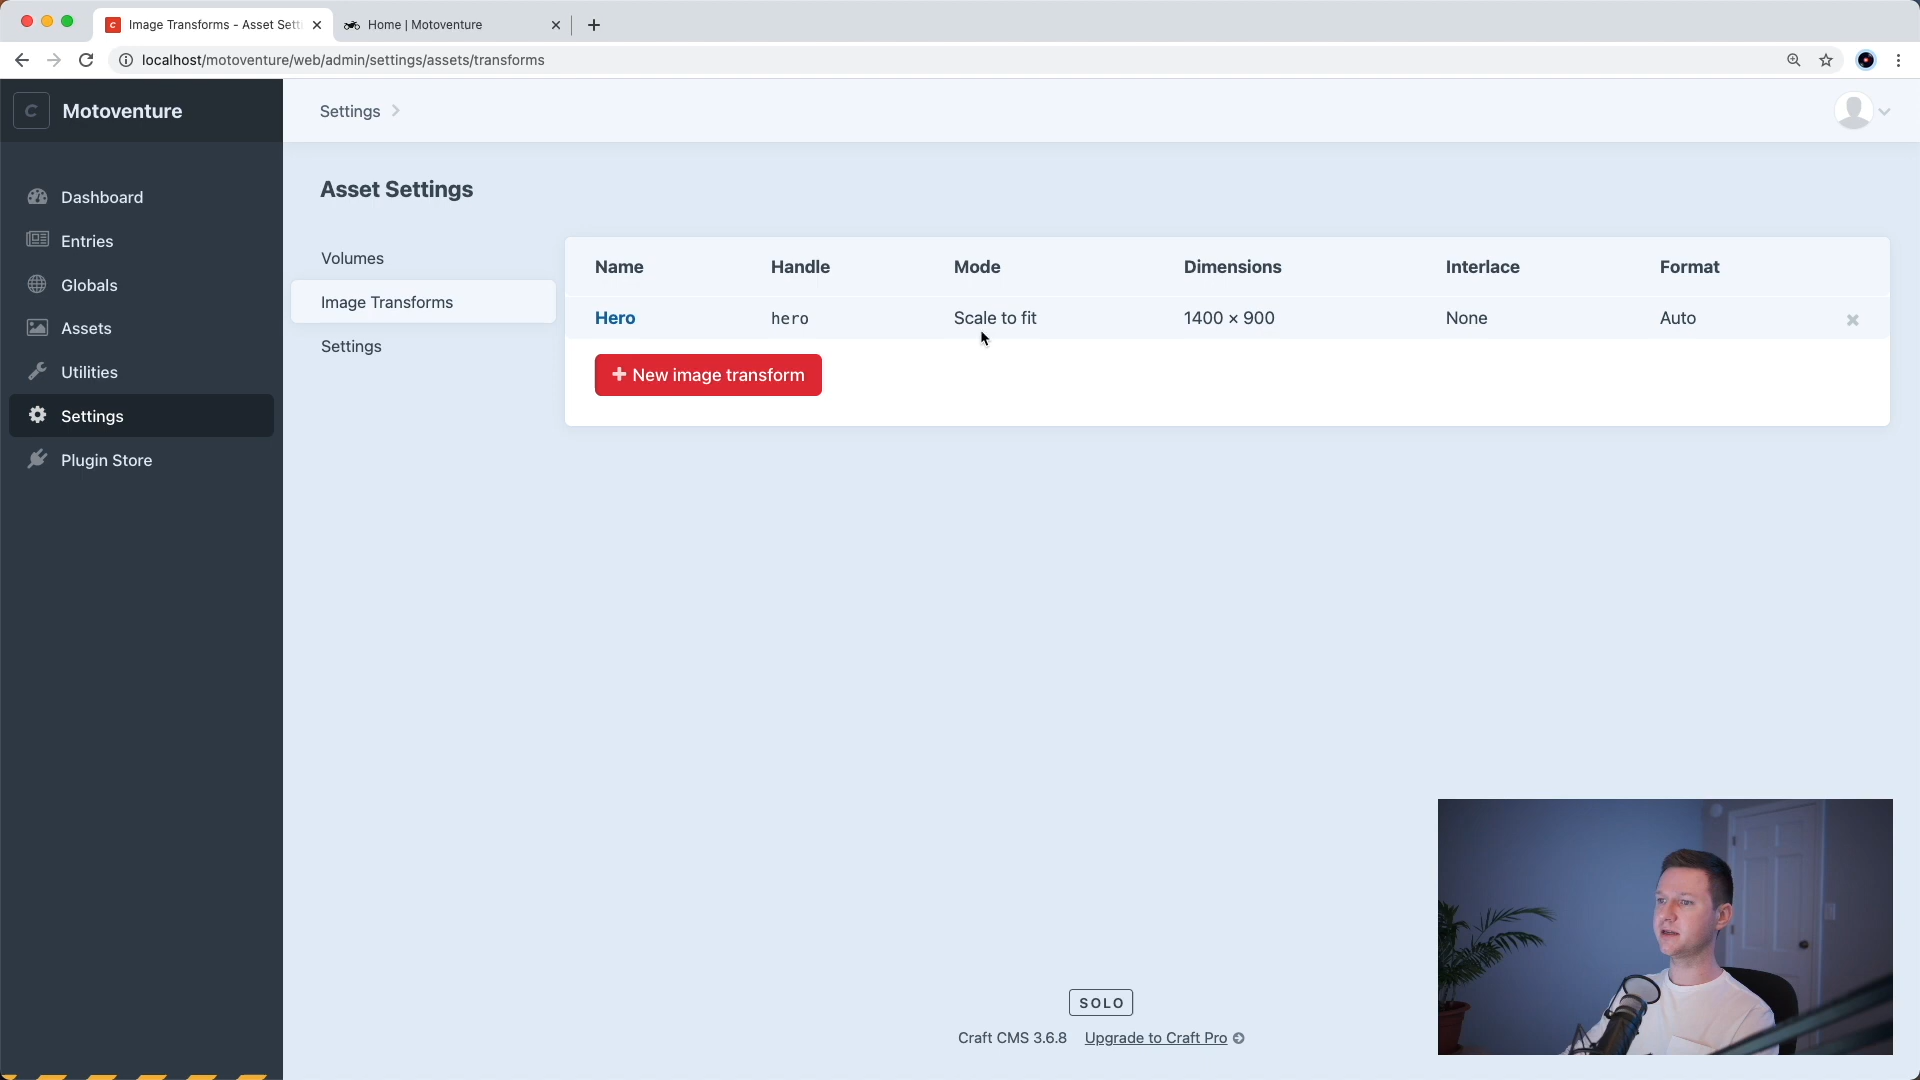 Image Transforms - Asset Sett
Home | Motoventure
localhost/motoventure/web/admin/settings/assets/transforms
C Motoventure
Settings
Dashboard
Entries
Globals
Assets
Utilities
Settings
Plugin Store
Asset Settings
Volumes
Image Transforms
Settings
Name Handle Mode Dimensions Interlace Format
Hero hero Scale to fit 1400 × 900 None Auto
New image transform
SOLO
Craft CMS 3.6.8 Upgrade to Craft Pro